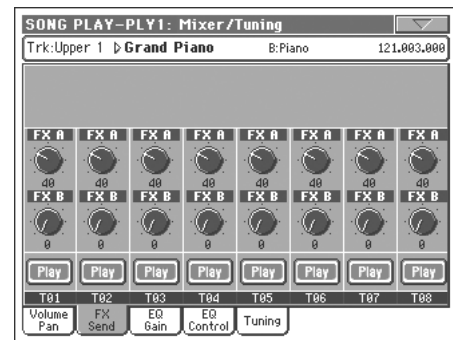 SONG PLAY-PLY1: Mixer/Tuning
Trk:Upper 1 Grand Piano B:Piano 121.003.000
FX A FX A FX A FX A FX A FX A FX A FX A
40 40 40 40 40 40 40 40
FX B FX B FX B FX B FX B FX B FX B FX B
0 0 0 0 0 0 0 0
Play Play Play Play Play Play Play Play
T01 T02 T03 T04 T05 T06 T07 T08
Volume Pan FX Send EQ Gain EQ Control Tuning